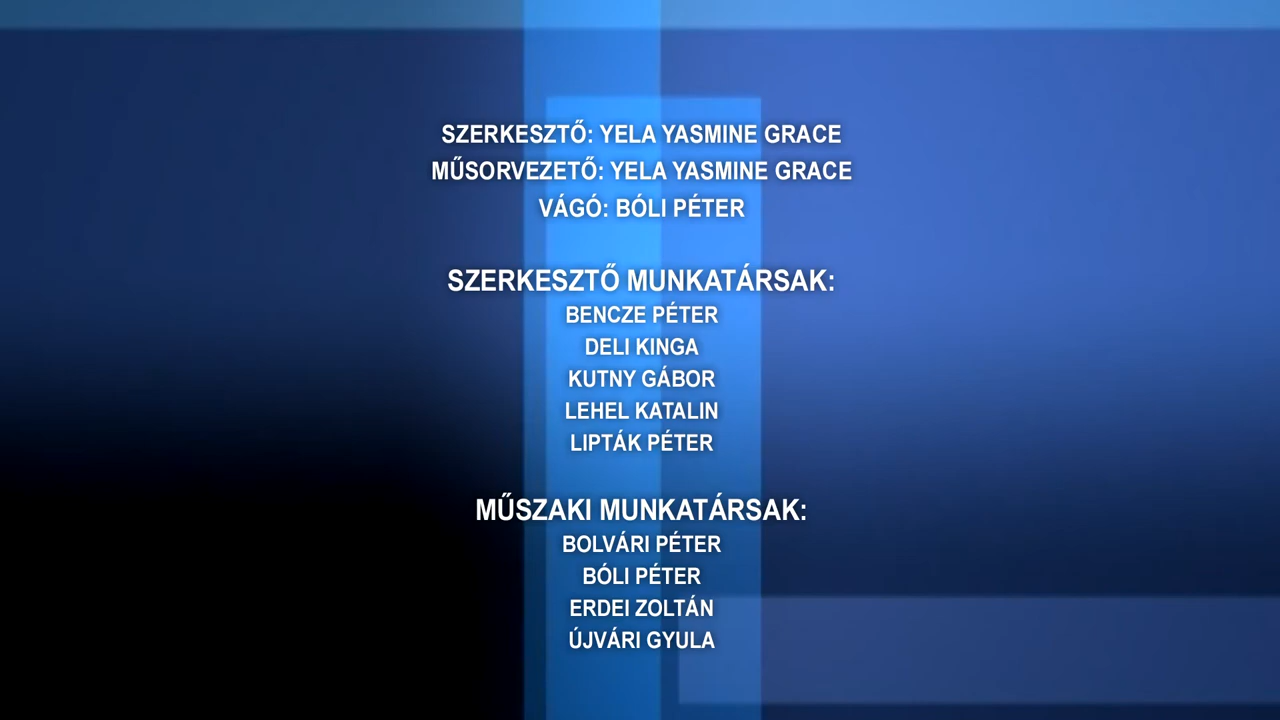 SZERKESZTŐ: YELA YASMINE GRACE
MŰSORVEZETŐ: YELA YASMINE GRACE
VÁGÓ: BÓLI PÉTER
SZERKESZTŐ MUNKATÁRSAK:
BENCZE PÉTER
DELI KINGA
KUTNY GÁBOR
LEHEL KATALIN
LIPTÁK PÉTER
MŰSZAKI MUNKATÁRSAK:
BOLVÁRI PÉTER
BÓLI PÉTER
ERDEI ZOLTÁN
ÚJVÁRI GYULA